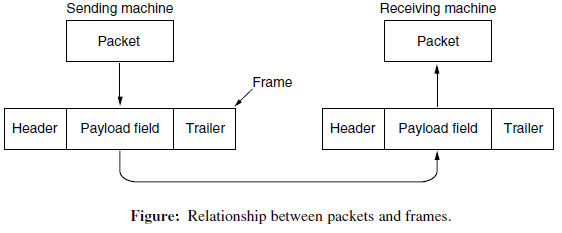 Sending machine
Receiving machine
Packet
Packet
Frame
Header Payload field Trailer
Header Payload field Trailer
Figure: Relationship between packets and frames.